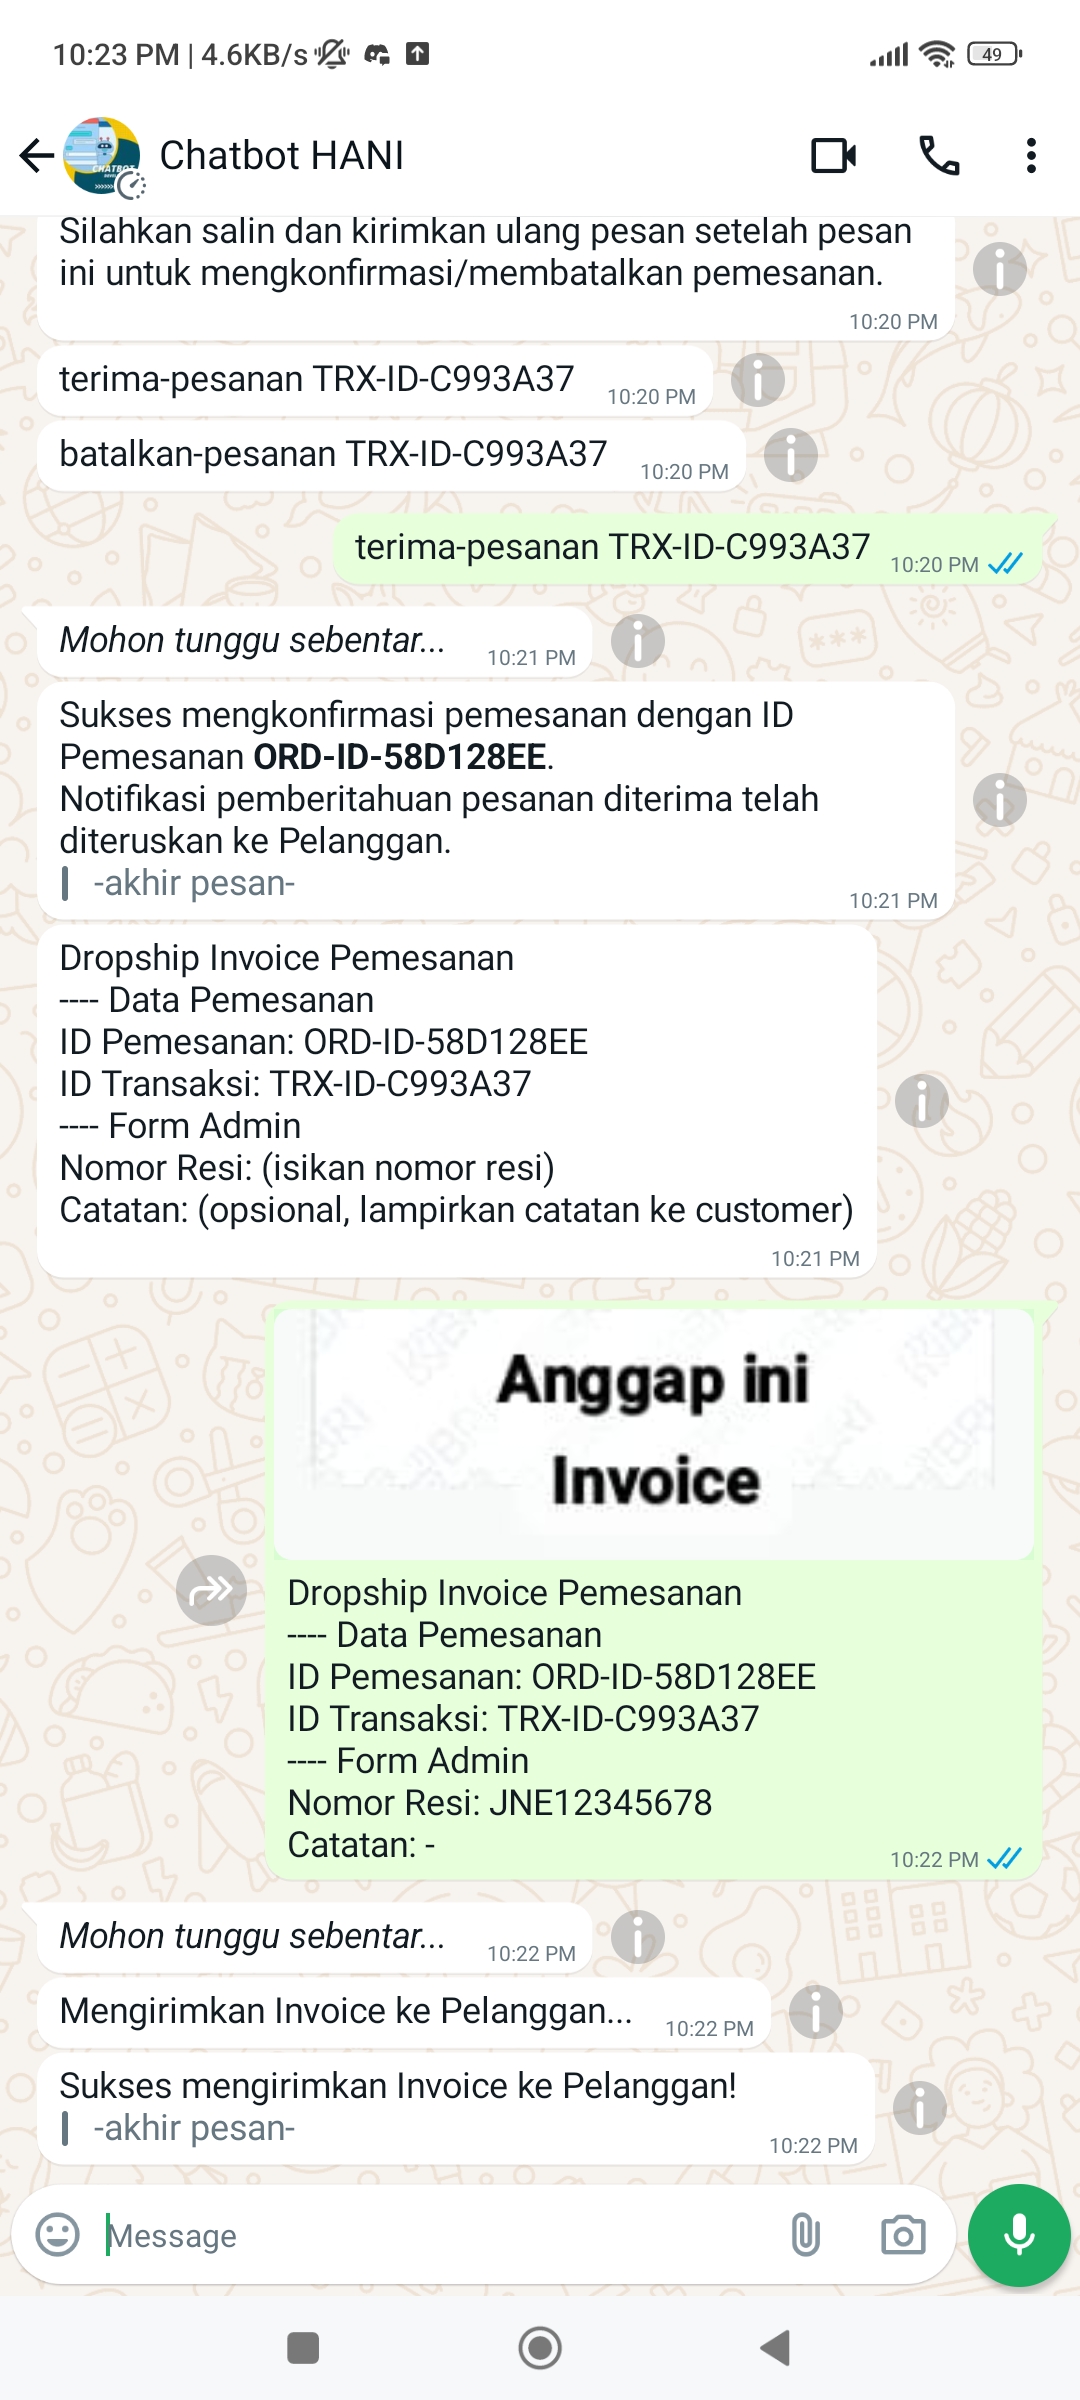 10:23 PM | 4.6KB/s
49
CHATBOT
Chatbot HANI
Silahkan salin dan kirimkan ulang pesan setelah pesan
ini untuk mengkonfirmasi/membatalkan pemesanan.
10:20 PM
terima-pesanan TRX-ID-C993A37
10:20 PM
batalkan-pesanan TRX-ID-C993A37
10:20 PM
terima-pesanan TRX-ID-C993A37
10:20 PM
Mohon tunggu sebentar...
10:21 PM
Sukses mengkonfirmasi pemesanan dengan ID
Pemesanan ORD-ID-58D128EE.
Notifikasi pemberitahuan pesanan diterima telah
diteruskan ke Pelanggan.
-akhir pesan-
10:21 PM
Dropship Invoice Pemesanan
---- Data Pemesanan
ID Pemesanan: ORD-ID-58D128EE
ID Transaksi: TRX-ID-C993A37
---- Form Admin
Nomor Resi: (isikan nomor resi)
Catatan: (opsional, lampirkan catatan ke customer)
10:21 PM
Anggap ini
Invoice
Dropship Invoice Pemesanan
---- Data Pemesanan
ID Pemesanan: ORD-ID-58D128EE
ID Transaksi: TRX-ID-C993A37
---- Form Admin
Nomor Resi: JNE12345678
Catatan: -
10:22 PM
Mohon tunggu sebentar...
10:22 PM
Mengirimkan Invoice ke Pelanggan...
10:22 PM
Sukses mengirimkan Invoice ke Pelanggan!
-akhir pesan-
10:22 PM
Message